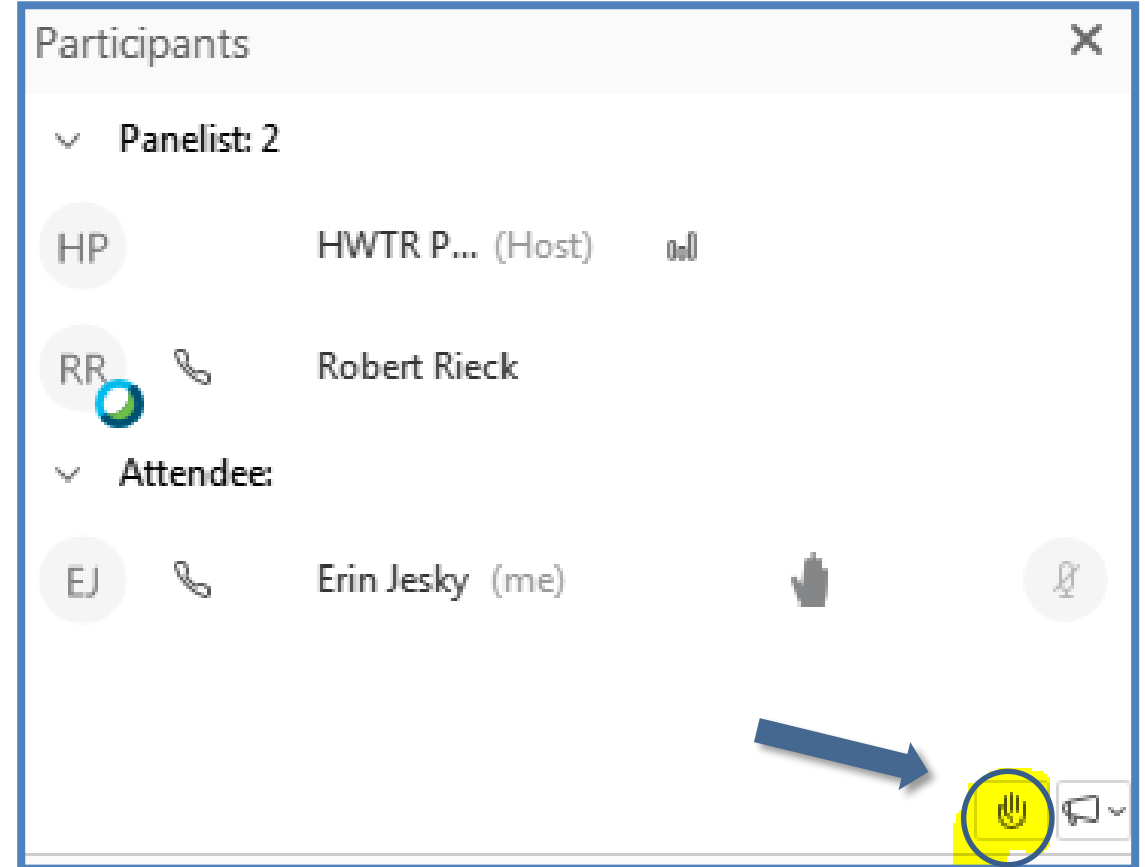 Participants
Panelist: 2
HP HWTR P... (Host)
RR Robert Rieck
Attendee:
EJ Erin Jesky (me)